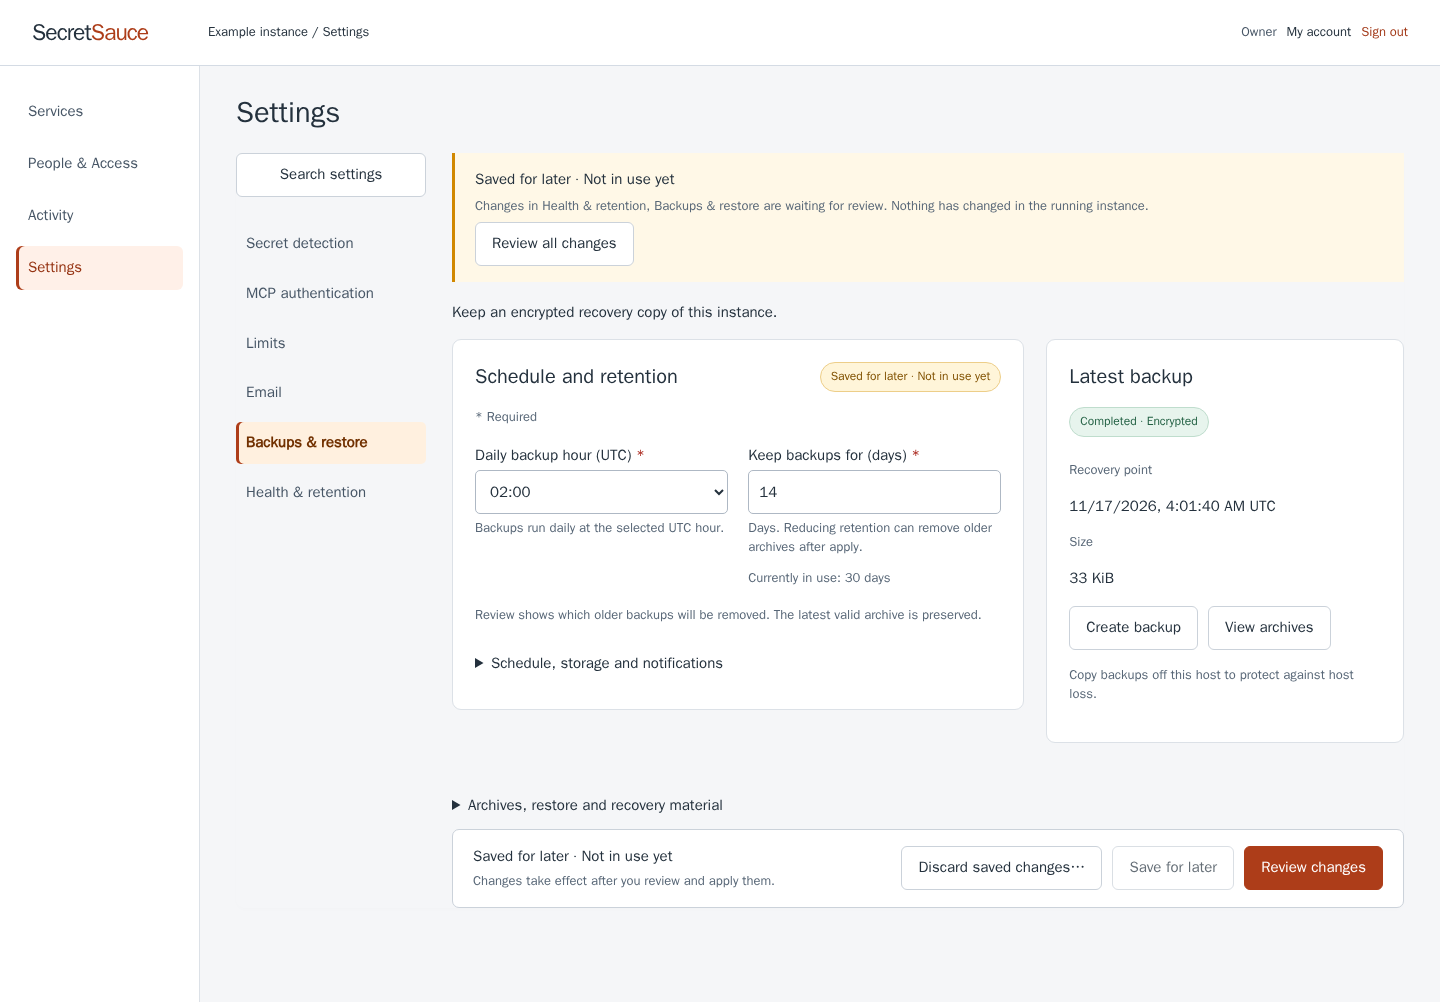 SecretSauce
Example instance / Settings
Owner My account Sign out
Services
People & Access
Activity
Settings
Settings
Search settings
Secret detection
MCP authentication
Limits
Email
Backups & restore
Health & retention
Saved for later · Not in use yet
Changes in Health & retention, Backups & restore are waiting for review. Nothing has changed in the running instance.
Review all changes
Keep an encrypted recovery copy of this instance.
Schedule and retention
Saved for later · Not in use yet
* Required
Daily backup hour (UTC) *
02:00
Backups run daily at the selected UTC hour.
Keep backups for (days) *
14
Days. Reducing retention can remove older
archives after apply.
Currently in use: 30 days
Review shows which older backups will be removed. The latest valid archive is preserved.
Schedule, storage and notifications
Latest backup
Completed · Encrypted
Recovery point
11/17/2026, 4:01:40 AM UTC
Size
33 KiB
Create backup
View archives
Copy backups off this host to protect against host
loss.
Archives, restore and recovery material
Saved for later · Not in use yet
Changes take effect after you review and apply them.
Discard saved changes…
Save for later
Review changes